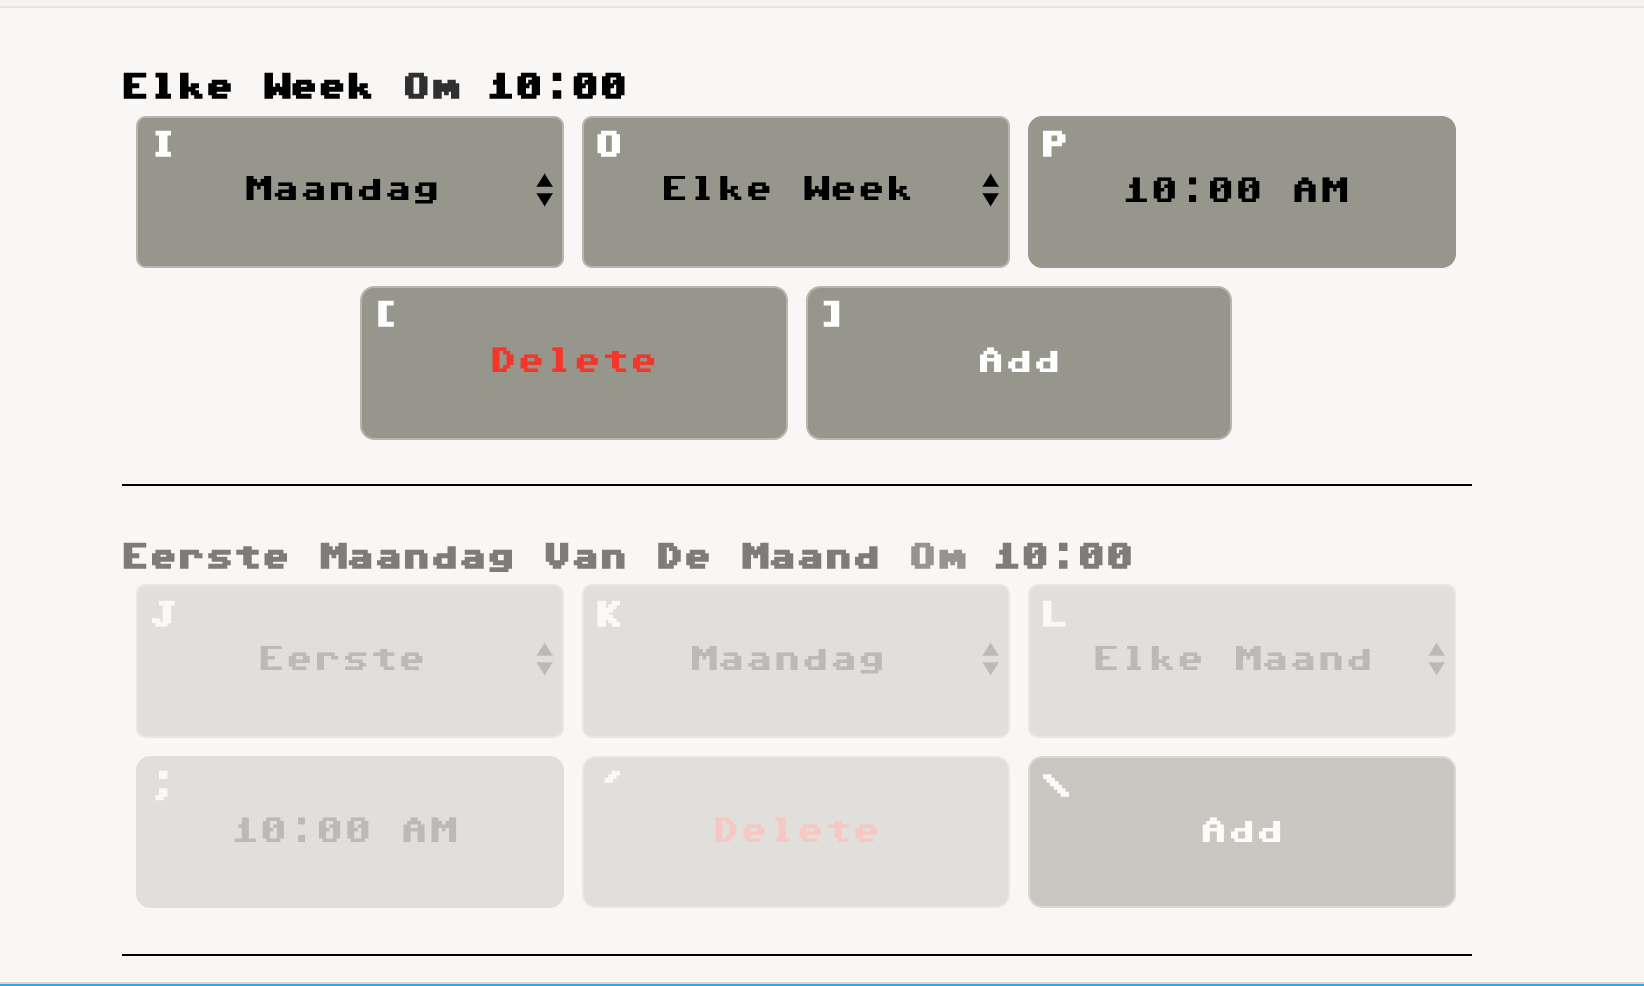 Elke Week Om 10:00
I
Maandag
O
Elke Week
P
10:00 AM
[
Delete
]
Add
Eerste Maandag Van De Maand Om 10:00
J
Eerste
K
Maandag
L
Elke Maand
;
10:00 AM
'
Delete
\
Add